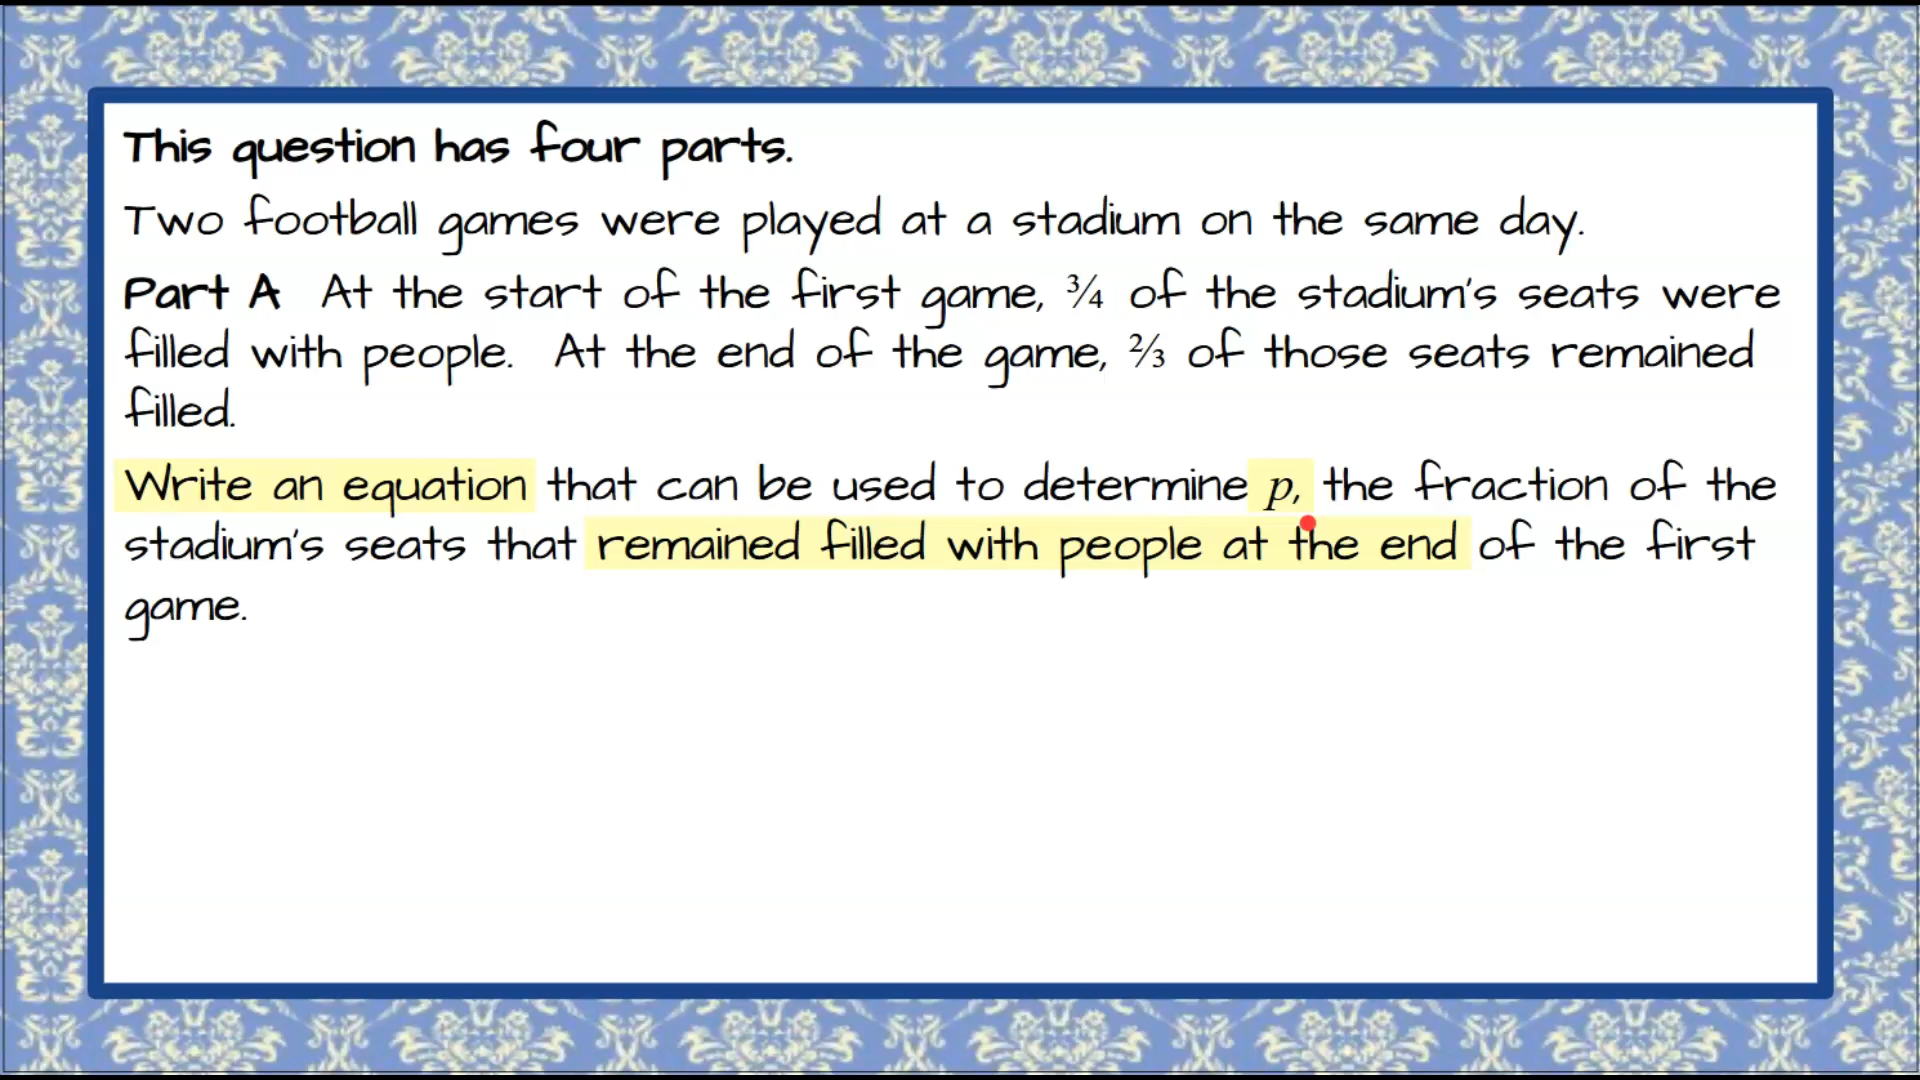 This question has four parts.
Two football games were played at a stadium on the same day.
Part A At the start of the first game, ¾ of the stadium's seats were
filled with people. At the end of the game, ⅔ of those seats remained
filled.
Write an equation that can be used to determine p, the fraction of the
stadium's seats that remained filled with people at the end of the first
game.